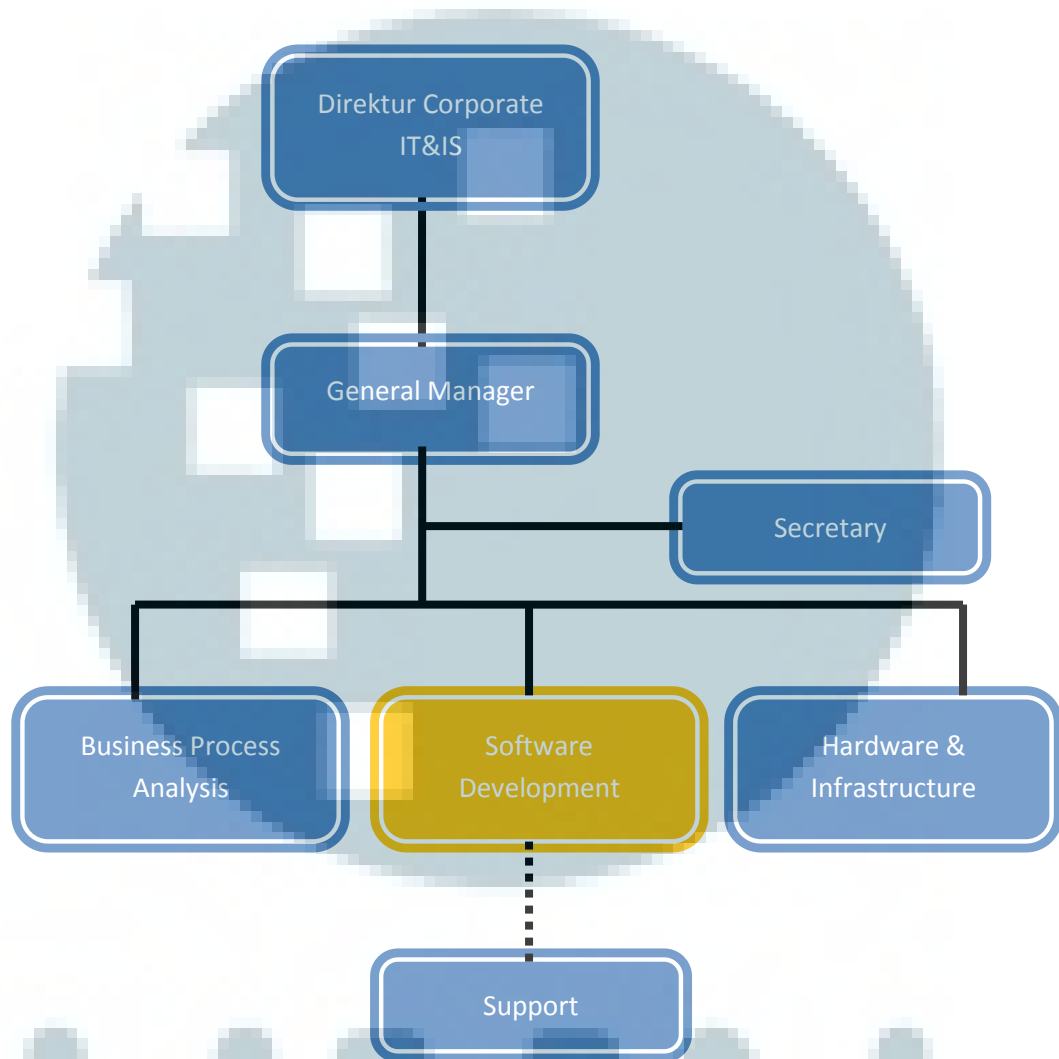 Direktur Corporate
IT&IS
General Manager
Secretary
Business Process
Analysis
Software
Development
Hardware &
Infrastructure
Support